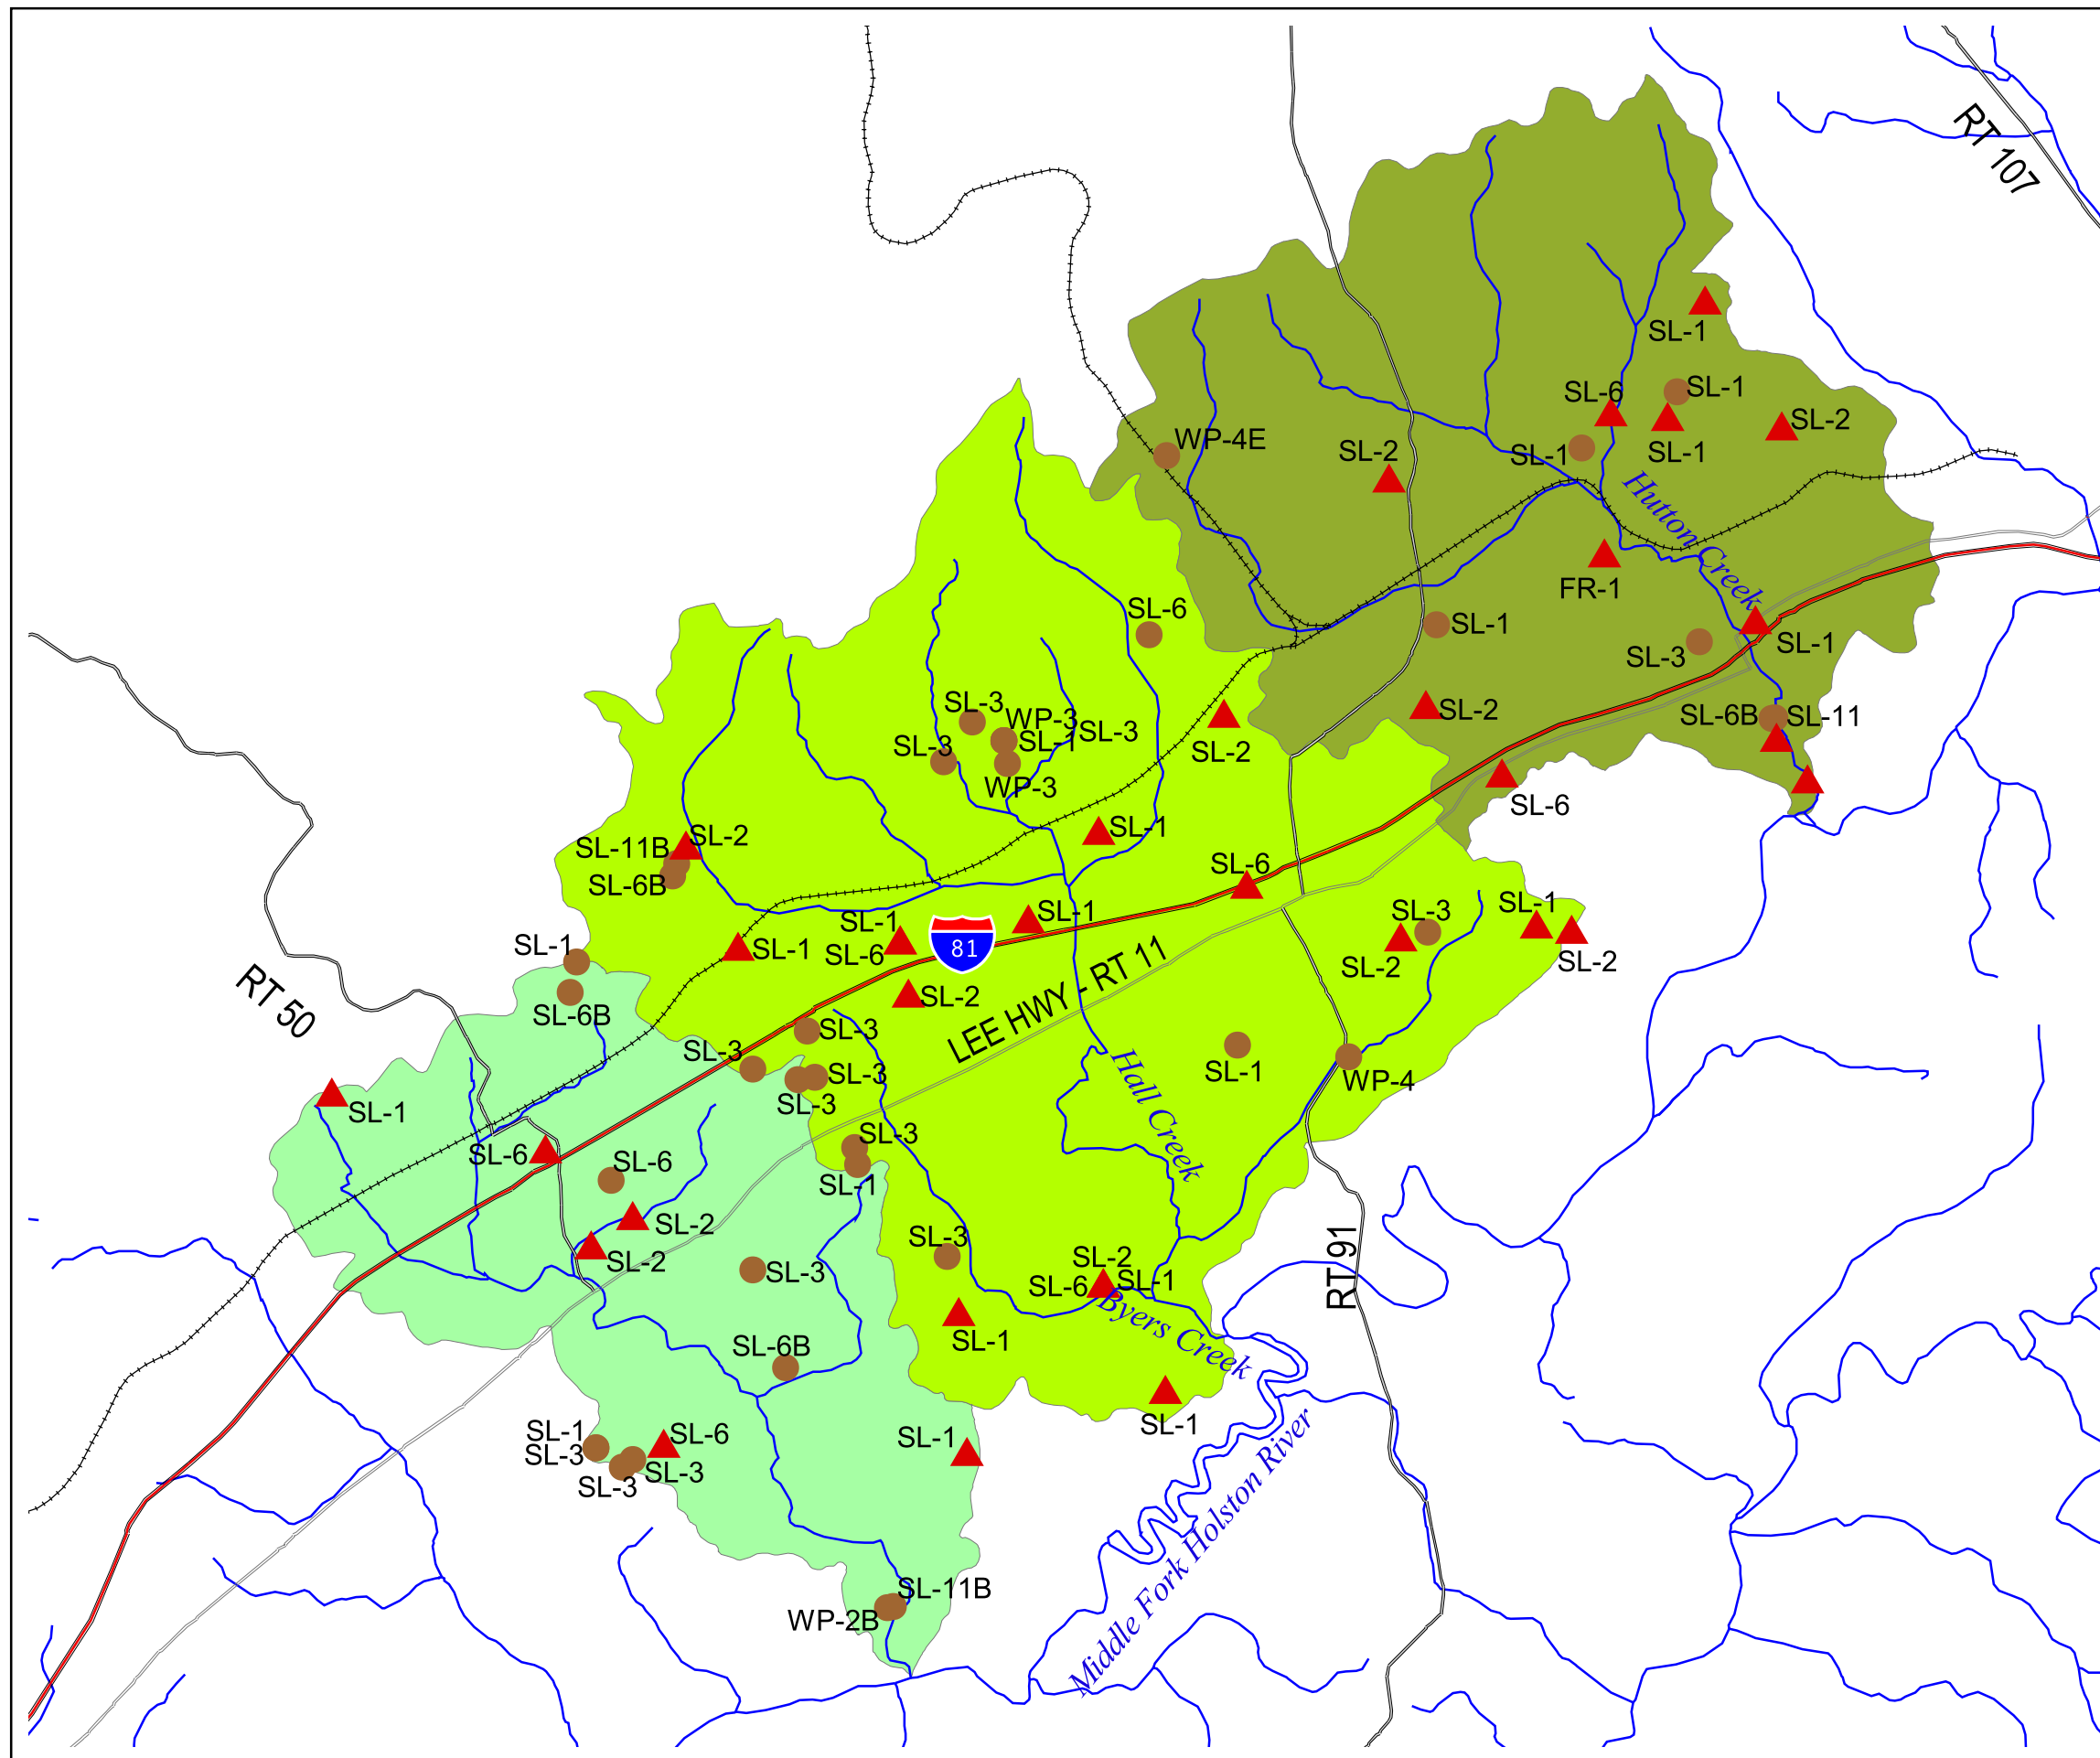 RT 107
SL-1
SL-6
SL-1
SL-2
WP-4E
SL-2
SL-1
SL-1
Hutton Creek
FR-1
SL-6
SL-1
SL-3
SL-1
SL-3
WP-3
SL-1
SL-3
SL-3
WP-3
SL-2
SL-2
SL-6B
SL-11
SL-6
SL-1
SL-2
SL-11B
SL-6B
SL-6
SL-1
SL-1
SL-6
SL-1
SL-1
81
SL-3
SL-2
SL-1
SL-2
SL-1
SL-6B
RT 50
SL-2
LEE HWY - RT 11
SL-3
SL-3
SL-3
SL-3
SL-1
WP-4
Hall Creek
SL-1
SL-6
SL-6
SL-3
SL-1
SL-2
SL-2
SL-3
SL-3
SL-2
SL-6
SL-1
RT 91
Byers Creek
SL-1
SL-6B
SL-1
SL-1
SL-3
SL-6
SL-3
SL-3
SL-1
Middle Fork Holston River
SL-11B
WP-2B